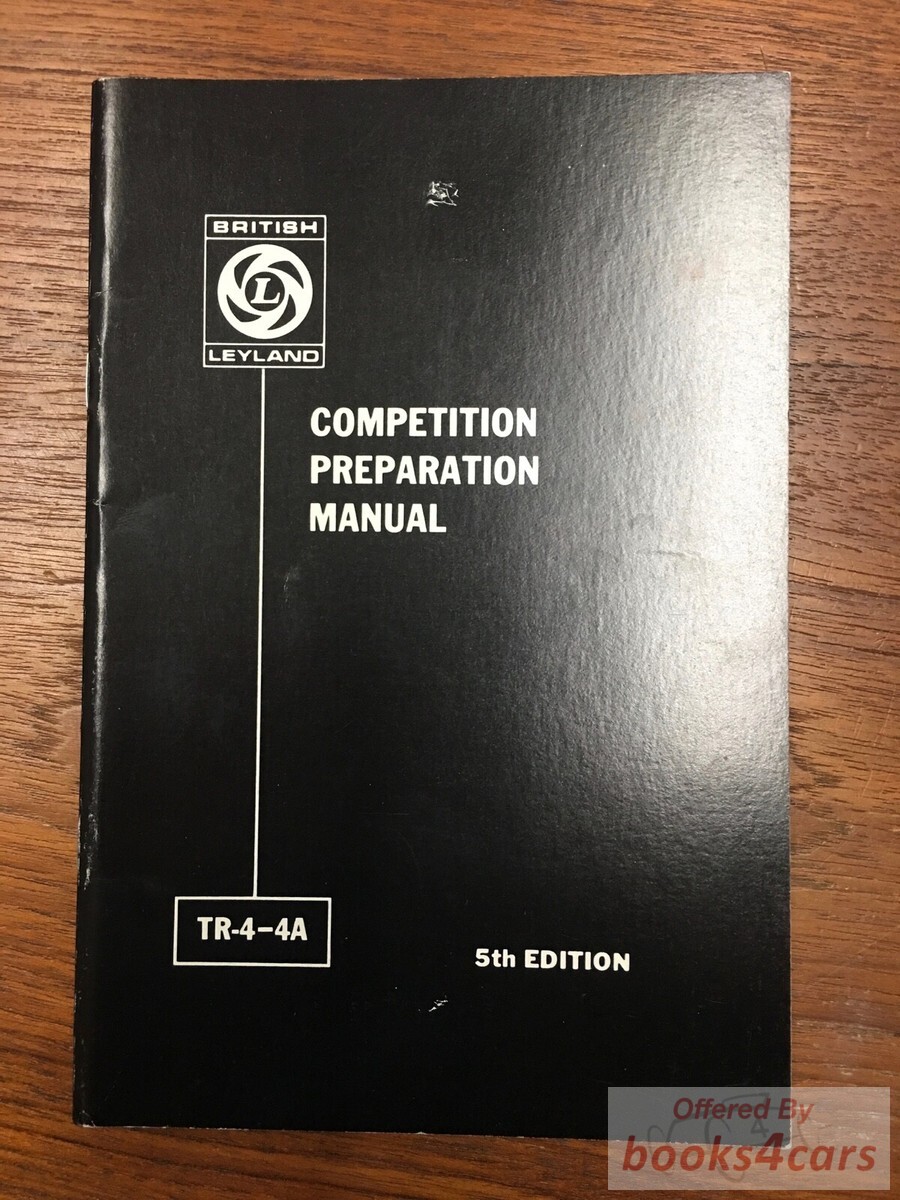 BRITISH
L
LEYLAND
COMPETITION
PREPARATION
MANUAL
TR-4-4A
5th EDITION
Offered By
books4cars